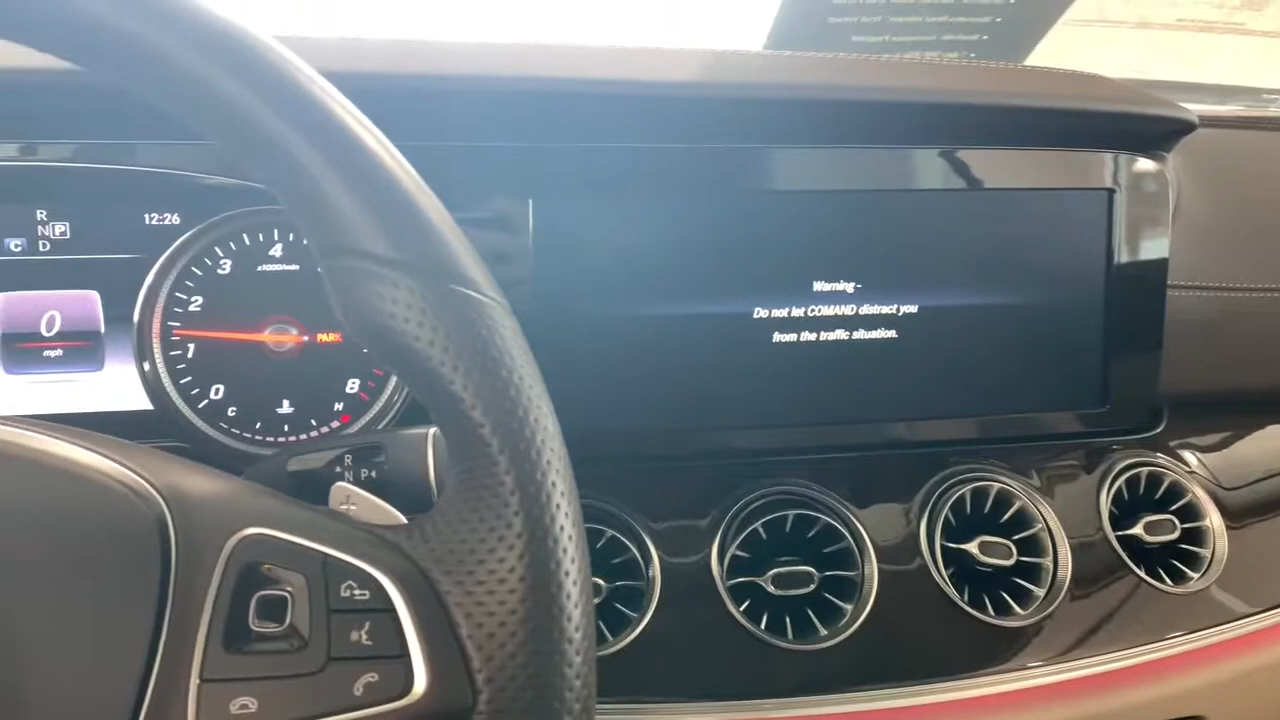 R
N P
C D
12:26
4
3
x1000/min
2
0
mph
PARK
1
0
8
C
H
Warning -
Do not let COMAND distract you
from the traffic situation.
R
N P